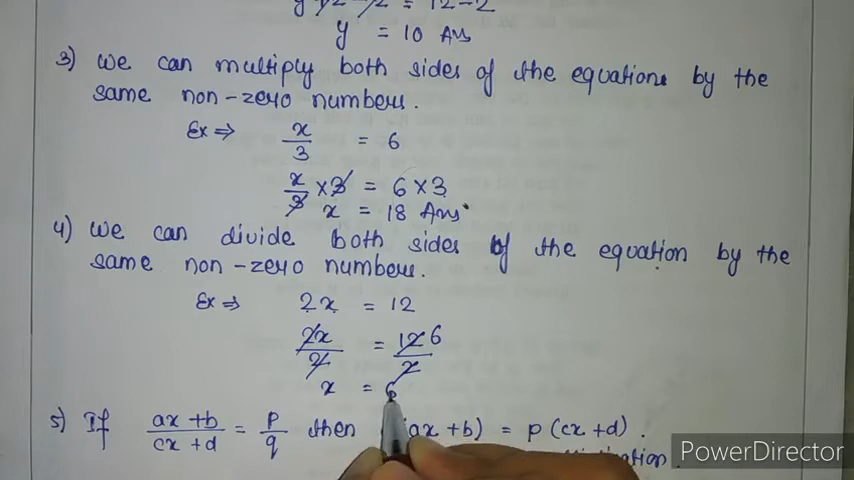 = 12-2
y = 10 Ans
3) We can multiply both sides of the equations by the
same non-zero numbers.
Ex ⇒ x/3 = 6
x/3 × 3 = 6 × 3
x = 18 Ans
4) We can divide both sides of the equation by the
same non-zero numbers.
Ex ⇒ 2x = 12
2x/2 = 12/2 6
x = 6
5) If ax+b/cx+d = p/q then (ax+b) = p(cx+d).
PowerDirector